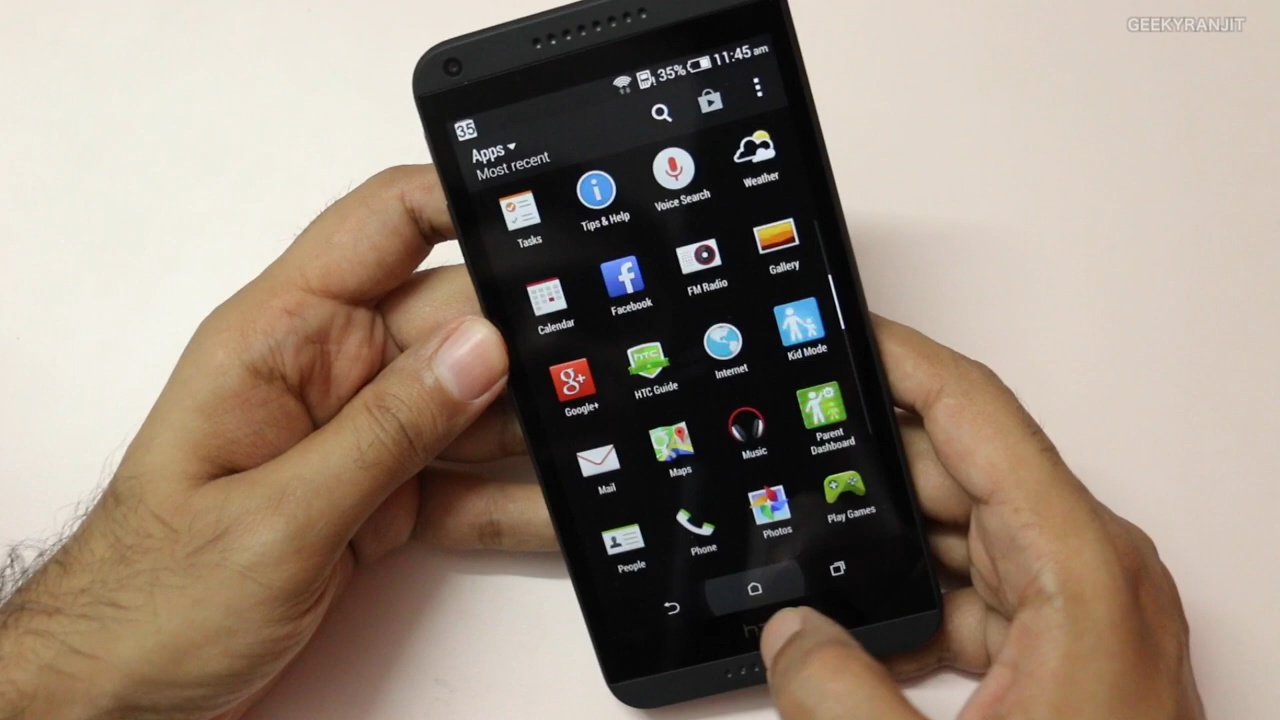 GEEKYRANJIT
35%
11:45 am
35
Apps
Most recent
Tasks
Tips & Help
Voice Search
Weather
Calendar
Facebook
FM Radio
Gallery
Google+
HTC Guide
Internet
Kid Mode
Mail
Maps
Music
Parent
Dashboard
People
Phone
Photos
Play Games